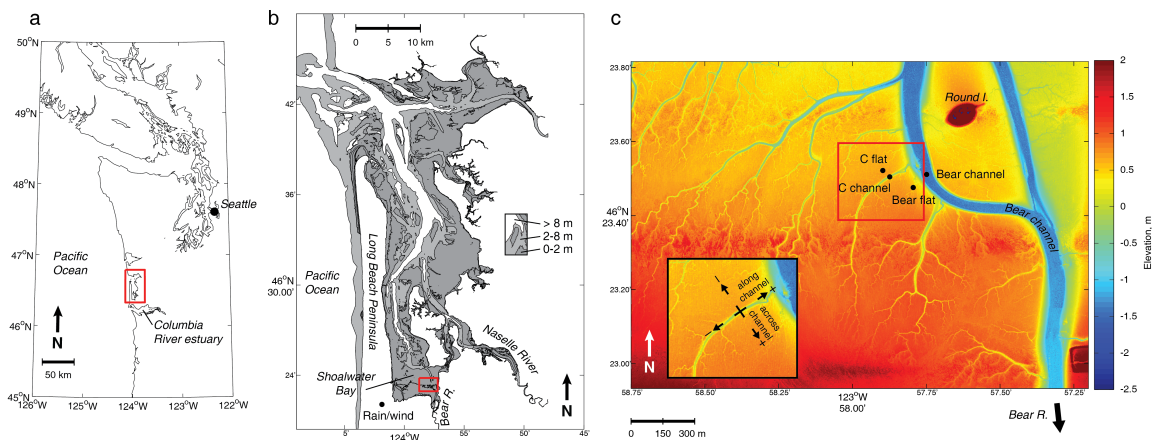 a
50°N
49°N
48°N
47°N
46°N
45°N
126°W
125°W
124°W
123°W
122°W
Seattle
Pacific
Ocean
Columbia
River estuary
N
50 km
b
0 5 10 km
42'
36'
46°N
30.00'
24'
5'
124°W
55'
50'
45'
> 8 m
2-8 m
0-2 m
Pacific
Ocean
Long Beach Peninsula
Naselle River
Shoalwater
Bay
Rain/wind
Bear R.
N
c
23.80'
23.60'
46°N
23.40'
23.20'
23.00'
58.75'
58.25'
123°W
58.00'
57.75'
57.50'
57.25'
Round I.
C flat
C channel
Bear channel
Bear flat
Bear channel
along
channel
across
channel
–
+
–
+
N
0 150 300 m
Bear R.
2
1.5
1.0
0.5
0
-0.5
-1.0
-1.5
-2.0
-2.5
Elevation, m